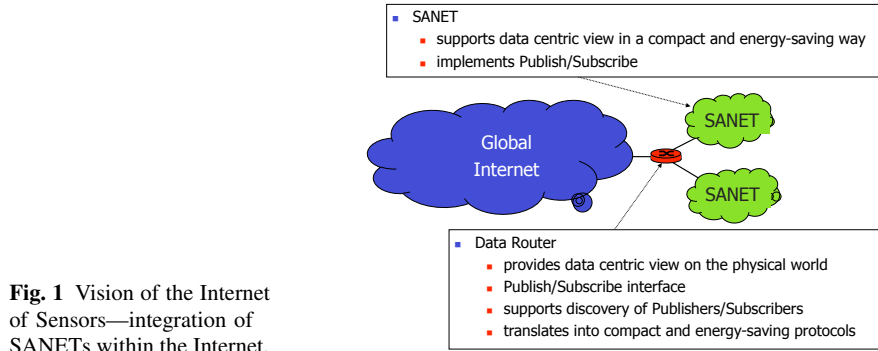 SANET
supports data centric view in a compact and energy-saving way
implements Publish/Subscribe
SANET
Global
Internet
SANET
Data Router
provides data centric view on the physical world
Publish/Subscribe interface
supports discovery of Publishers/Subscribers
translates into compact and energy-saving protocols
Fig. 1 Vision of the Internet
of Sensors—integration of
SANETs within the Internet.